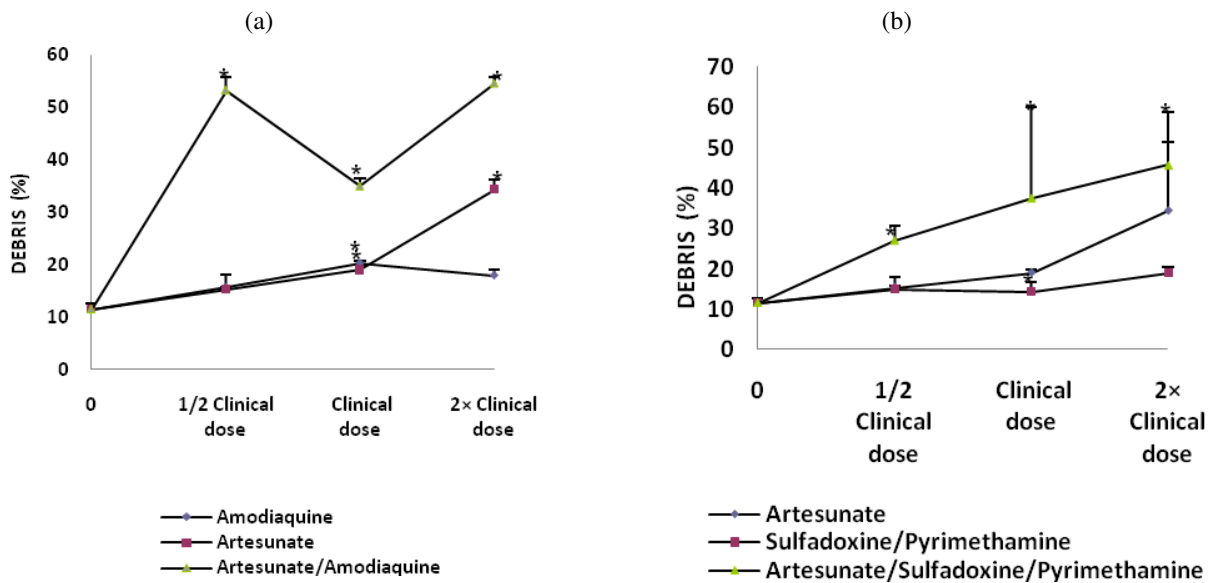 (a)
60
50
40
30
20
10
0
DEBRIS (%)
0
1/2 Clinical
dose
Clinical
dose
2× Clinical
dose
*
*
*
*
*
*
Amodiaquine
Artesunate
Artesunate/Amodiaquine
(b)
70
60
50
40
30
20
10
0
DEBRIS (%)
0
1/2
Clinical
dose
Clinical
dose
2×
Clinical
dose
*
*
*
*
Artesunate
Sulfadoxine/Pyrimethamine
Artesunate/Sulfadoxine/Pyrimethamine